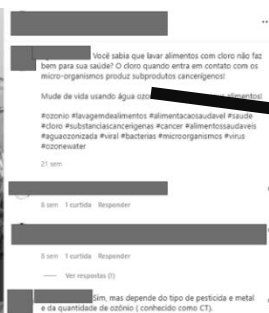 Você sabia que lavar alimentos com cloro não faz
bem para sua saúde? O cloro quando entra em contato com os
micro-organismos produz subprodutos cancerígenos!
Mude de vida usando água alimentos!
#ozonio #lavagemdealimentos #alimentacaosaudavel #saude
#cloro #substanciascancerigenas #cancer #alimentossaudaveis
#aguaozonizada #viral #bacterias #microorganismos #virus
#ozonewater
21 sem
8 sem 1 curtida Responder
8 sem 1 curtida Responder
Ver respostas (1)
Sim, mas depende do tipo de pesticida e metal
e da quantidade de ozônio ( conhecido como CT).